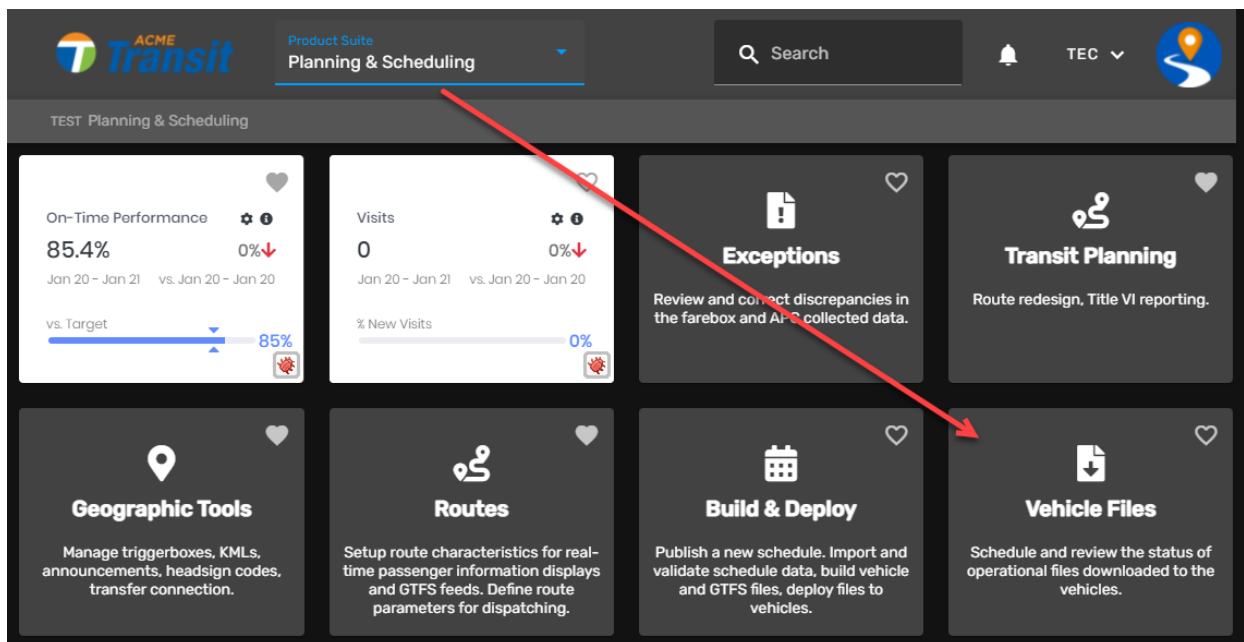 ACME
Transit
Product Suite
Planning & Scheduling
Search
TEC
TEST Planning & Scheduling
On-Time Performance
85.4%
0%
Jan 20 - Jan 21 vs. Jan 20 - Jan 20
vs. Target
85%
Visits
0
0%
Jan 20 - Jan 21 vs. Jan 20 - Jan 20
% New Visits
0%
Exceptions
Review and correct discrepancies in
the farebox and APC collected data.
Transit Planning
Route redesign, Title VI reporting.
Geographic Tools
Manage triggerboxes, KMLs,
announcements, headsign codes,
transfer connection.
Routes
Setup route characteristics for real-
time passenger information displays
and GTFS feeds. Define route
parameters for dispatching.
Build & Deploy
Publish a new schedule. Import and
validate schedule data, build vehicle
and GTFS files, deploy files to
vehicles.
Vehicle Files
Schedule and review the status of
operational files downloaded to the
vehicles.